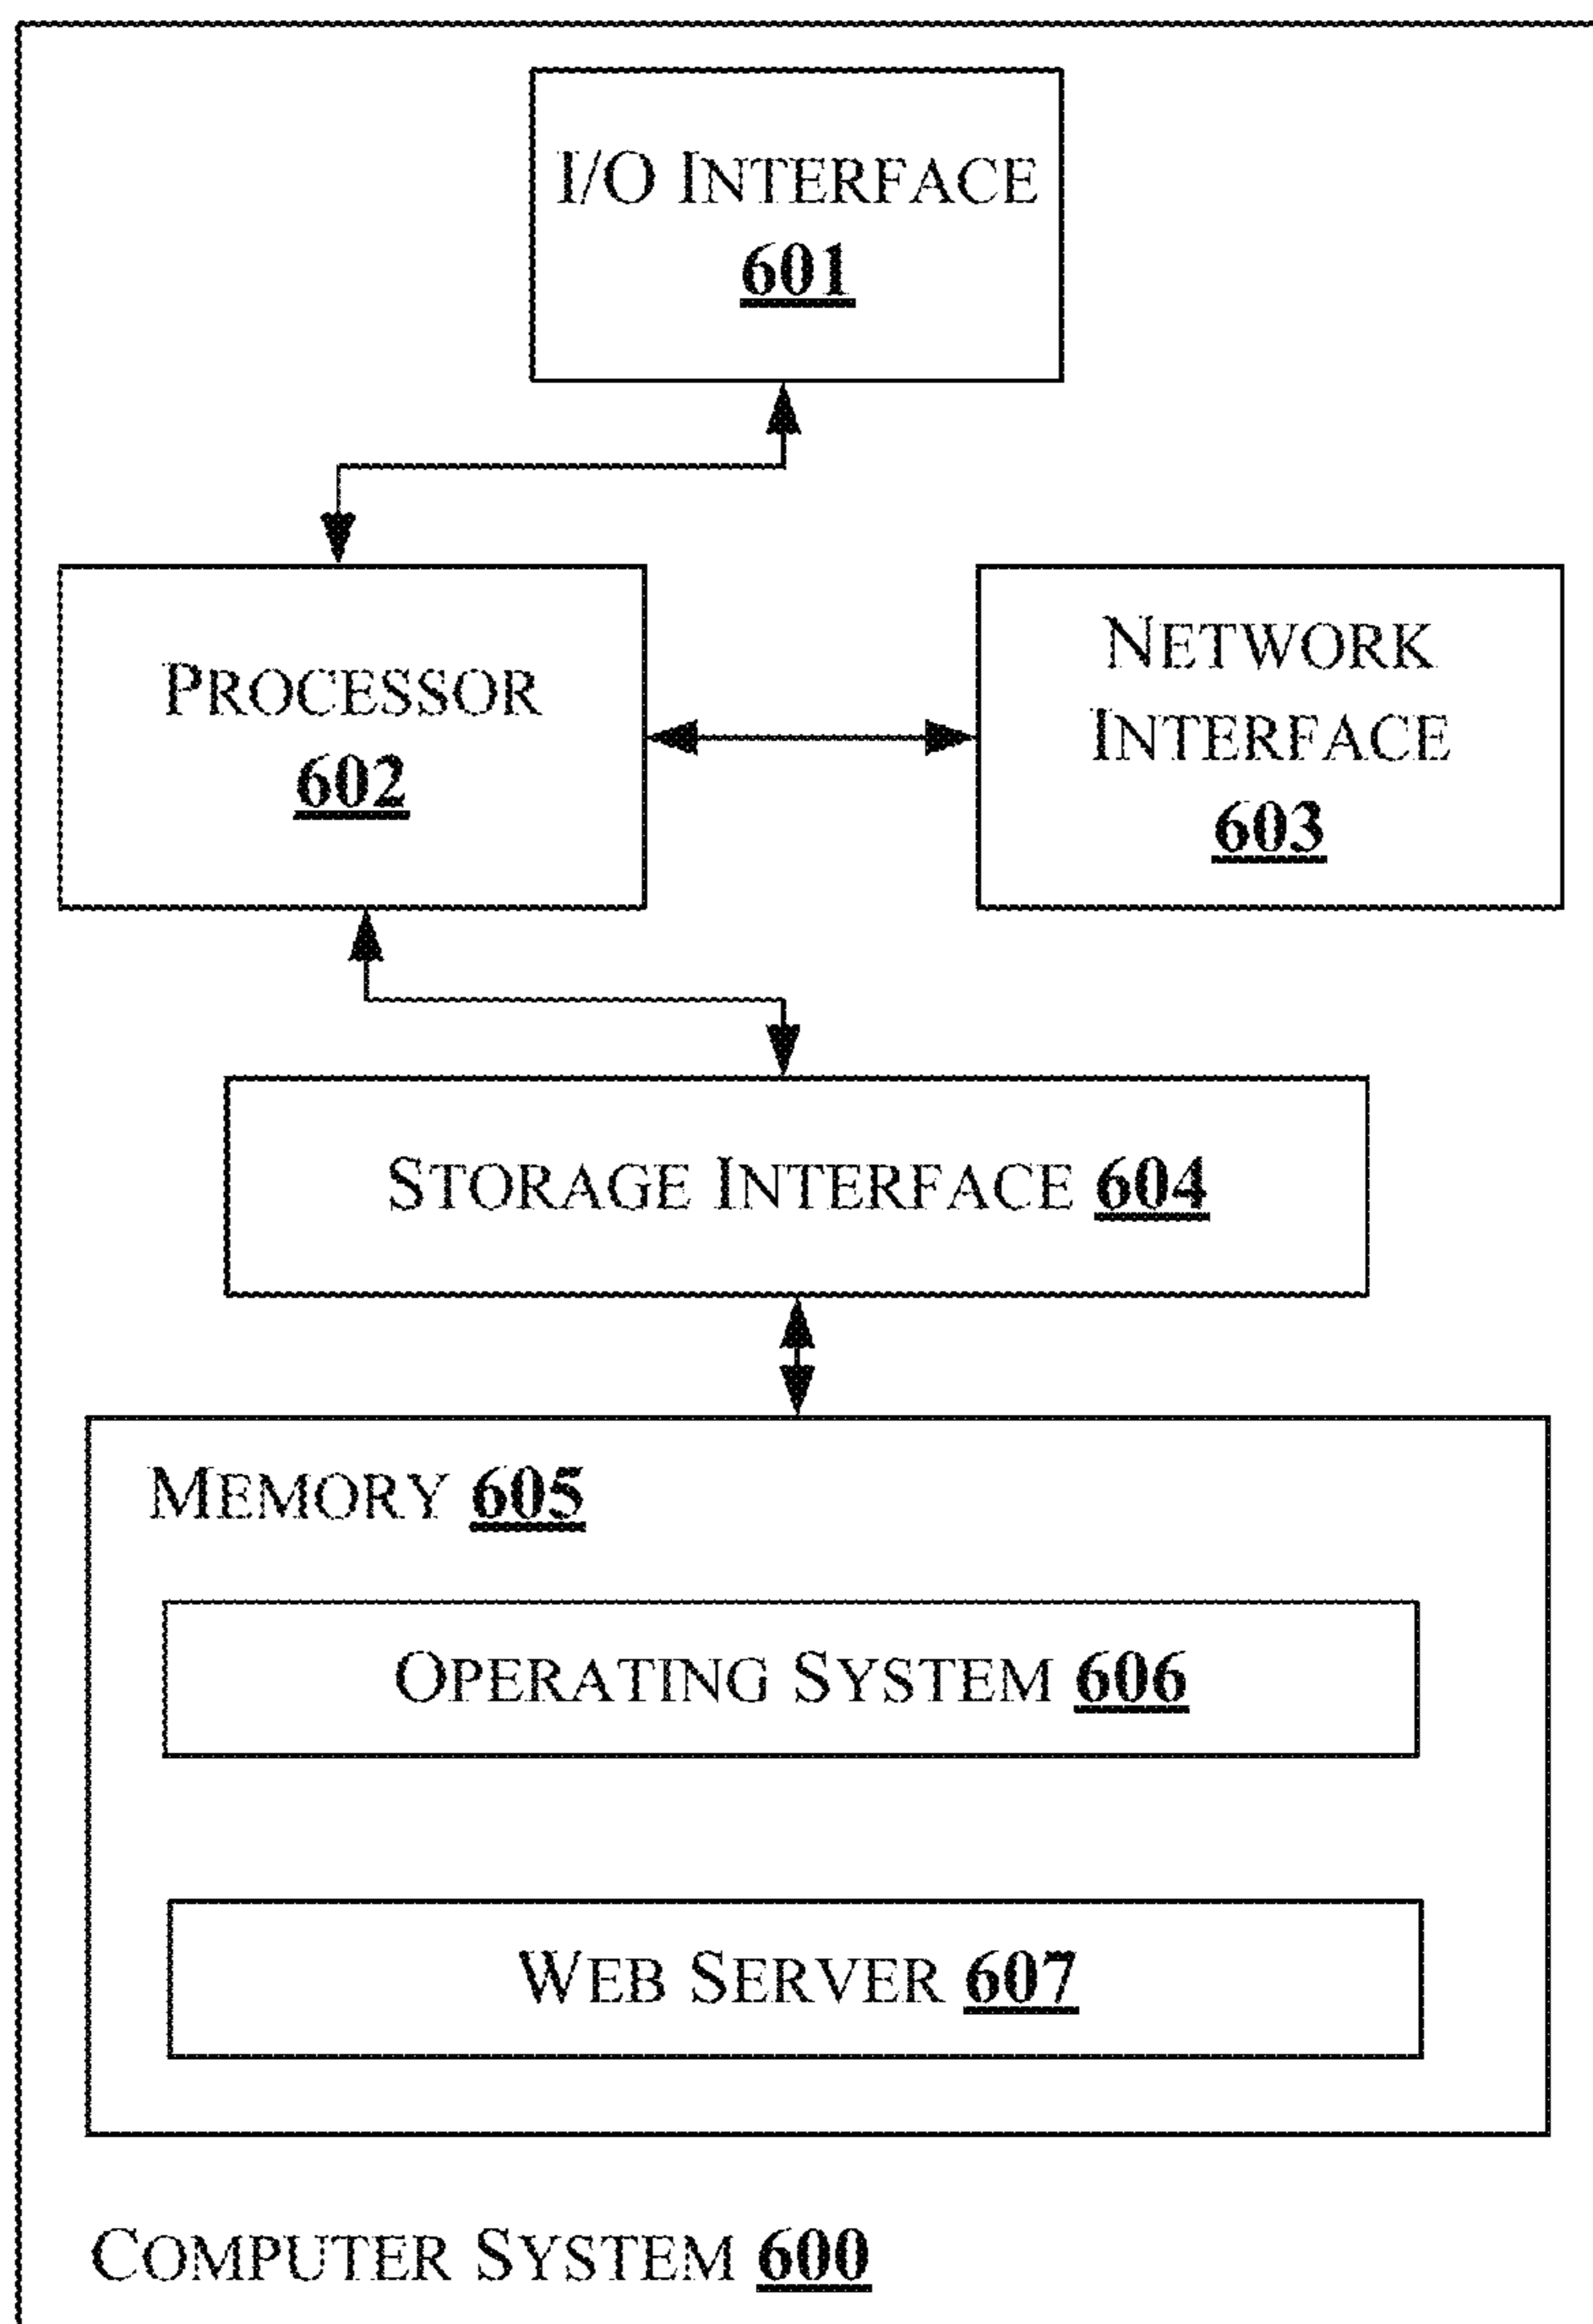 I/O INTERFACE
601
PROCESSOR
602
NETWORK
INTERFACE
603
STORAGE INTERFACE 604
MEMORY 605
OPERATING SYSTEM 606
WEB SERVER 607
COMPUTER SYSTEM 600